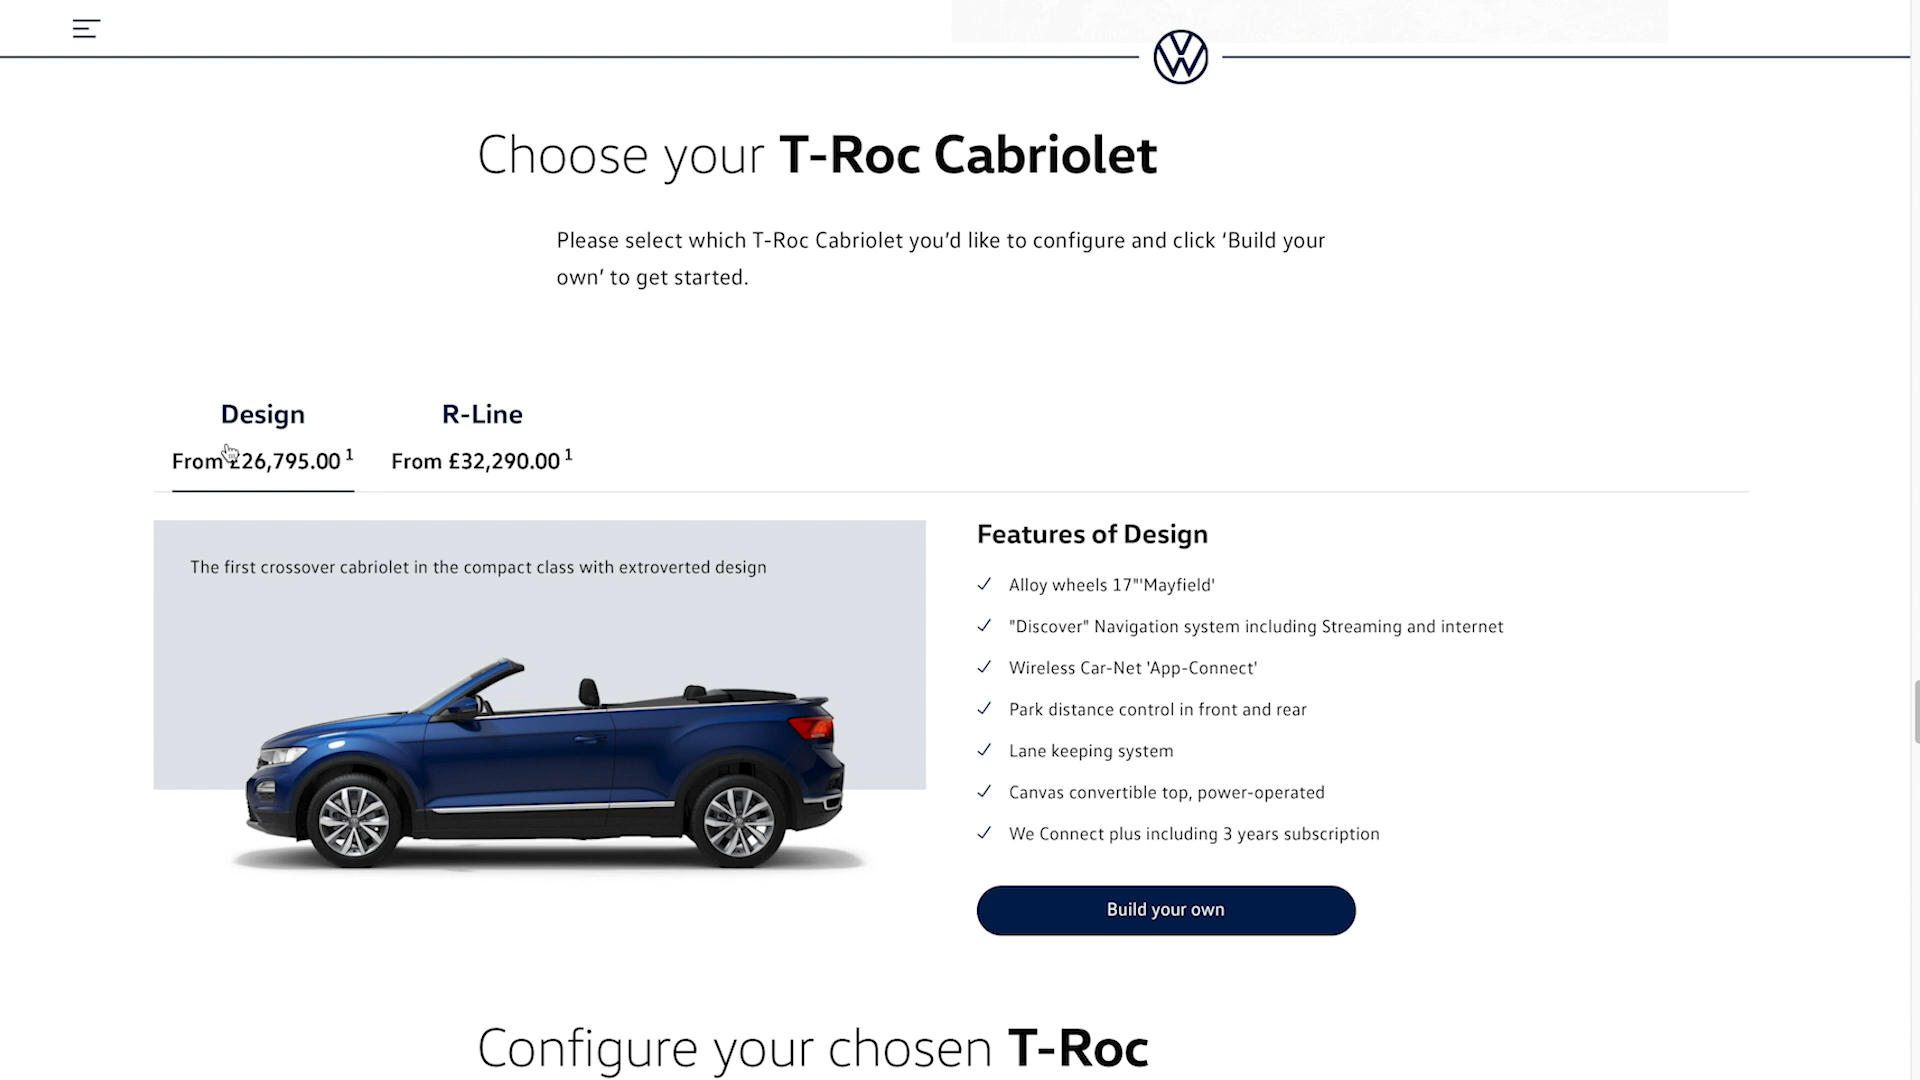 Choose your T-Roc Cabriolet
Please select which T-Roc Cabriolet you’d like to configure and click ‘Build your
own’ to get started.
Design
From £26,795.00 1
R-Line
From £32,290.00 1
The first crossover cabriolet in the compact class with extroverted design
Features of Design
Alloy wheels 17"'Mayfield'
"Discover" Navigation system including Streaming and internet
Wireless Car-Net 'App-Connect'
Park distance control in front and rear
Lane keeping system
Canvas convertible top, power-operated
We Connect plus including 3 years subscription
Build your own
Configure your chosen T-Roc